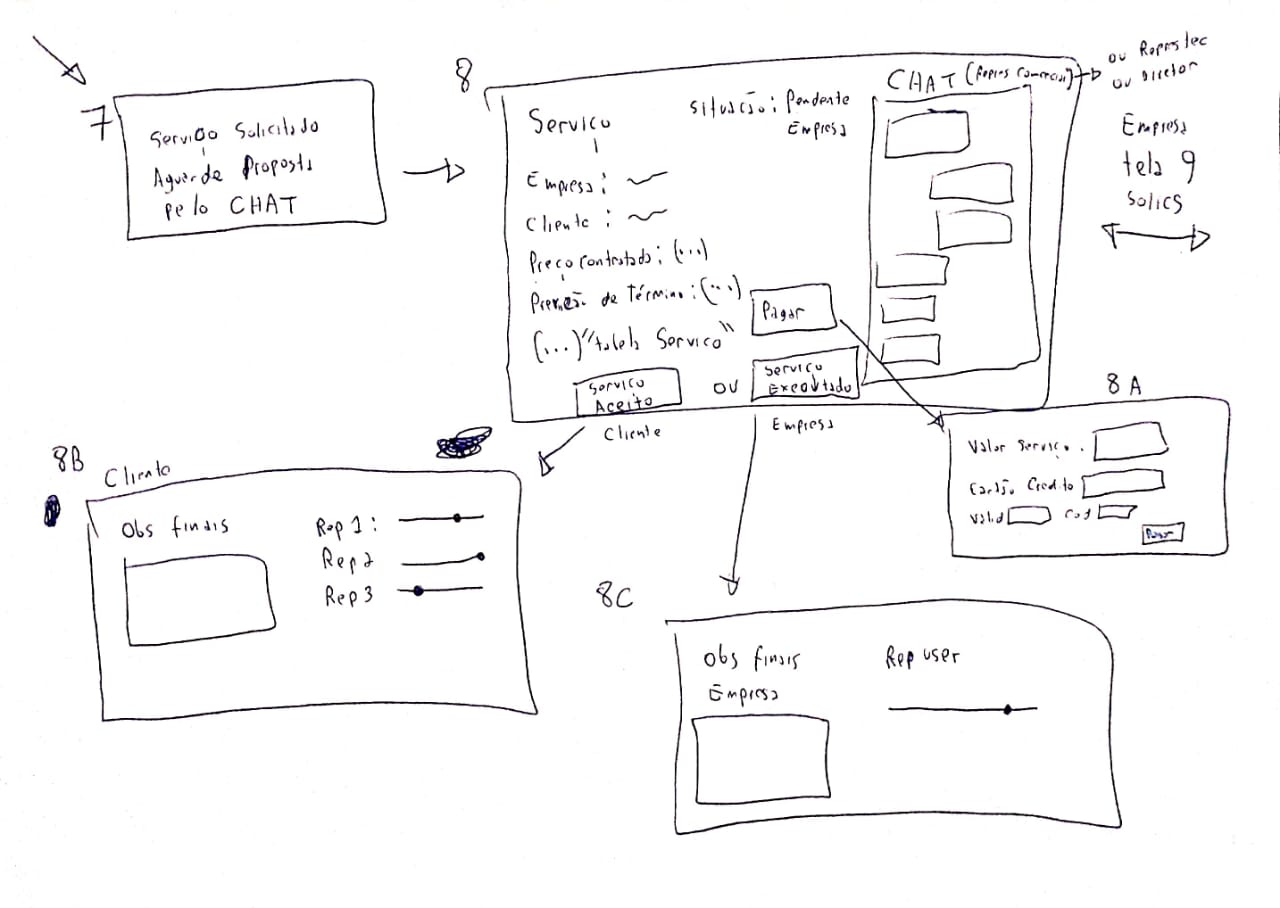 7
Serviço Solicitado
Aguarde Proposta
pelo CHAT
8
Serviço
Situação: Pendente
Empresa
CHAT
ou Repres tec
ou Diretor
Empresa
tela 9
Solics
Empresa:
Cliente:
Preço contratado: (...)
Previsão de Término: (...)
(...) "tabela Serviço"
Pagar
Serviço
Aceito
ou
Serviço
Executado
Cliente
Empresa
8A
Valor Serviço.
Cartão Credito
Valid
Cod
Pagar
8B
Cliente
Obs finais
Rep 1:
Rep 2
Rep 3
8C
Obs finais
Empresa
Rep user